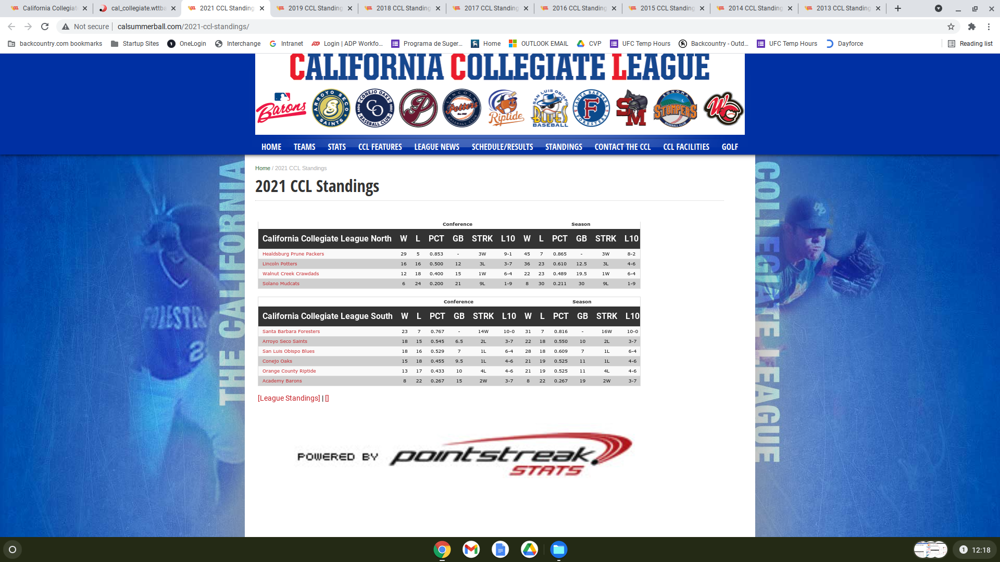 California Collegiat
cal_collegiate.wttba
2021 CCL Standing
2019 CCL Standing
2018 CCL Standing
2017 CCL Standing
2016 CCL Standing
2015 CCL Standing
2014 CCL Standing
2013 CCL Standing
Not secure calsummerball.com/2021-ccl-standings/
backcountry.com bookmarks Startup Sites OneLogin Interchange Intranet Login | ADP Workfo... Programa de Suger... Home OUTLOOK EMAIL CVP UFC Temp Hours Backcountry - Outd... UFC Temp Hours Dayforce Reading list
CALIFORNIA COLLEGIATE LEAGUE
Barons
ARROYO SECO SAINTS
CONEJO OAKS CO BASEBALL CLUB
P
LINCOLN Potters BASEBALL CLUB
Riptide
SAN LUIS OBISPO BLUES BASEBALL
SANTA BARBARA F FORESTERS
SM
SONOMA STOMPERS
WC
HOME TEAMS STATS CCL FEATURES LEAGUE NEWS SCHEDULE/RESULTS STANDINGS CONTACT THE CCL CCL FACILITIES GOLF
THE CALIFORNIA
COLLEGIATE LEAGUE
Home / 2021 CCL Standings
2021 CCL Standings
Conference Season
California Collegiate League North W L PCT GB STRK L10 W L PCT GB STRK L10
Healdsburg Prune Packers 29 5 0.853 - 3W 9-1 45 7 0.865 - 3W 8-2
Lincoln Potters 16 16 0.500 12 3L 3-7 36 23 0.610 12.5 3L 4-6
Walnut Creek Crawdads 12 18 0.400 15 1W 6-4 22 23 0.489 19.5 1W 6-4
Solano Mudcats 6 24 0.200 21 9L 1-9 8 30 0.211 30 9L 1-9
Conference Season
California Collegiate League South W L PCT GB STRK L10 W L PCT GB STRK L10
Santa Barbara Foresters 23 7 0.767 - 14W 10-0 31 7 0.816 - 16W 10-0
Arroyo Seco Saints 18 15 0.545 6.5 2L 3-7 22 18 0.550 10 2L 3-7
San Luis Obispo Blues 18 16 0.529 7 1L 6-4 28 18 0.609 7 1L 6-4
Conejo Oaks 15 18 0.455 9.5 1L 4-6 21 19 0.525 11 1L 4-6
Orange County Riptide 13 17 0.433 10 4L 4-6 21 19 0.525 11 4L 4-6
Academy Barons 8 22 0.267 15 2W 3-7 8 22 0.267 19 2W 3-7
[League Standings] | []
POWERED BY pointstreak STATS
1 12:18